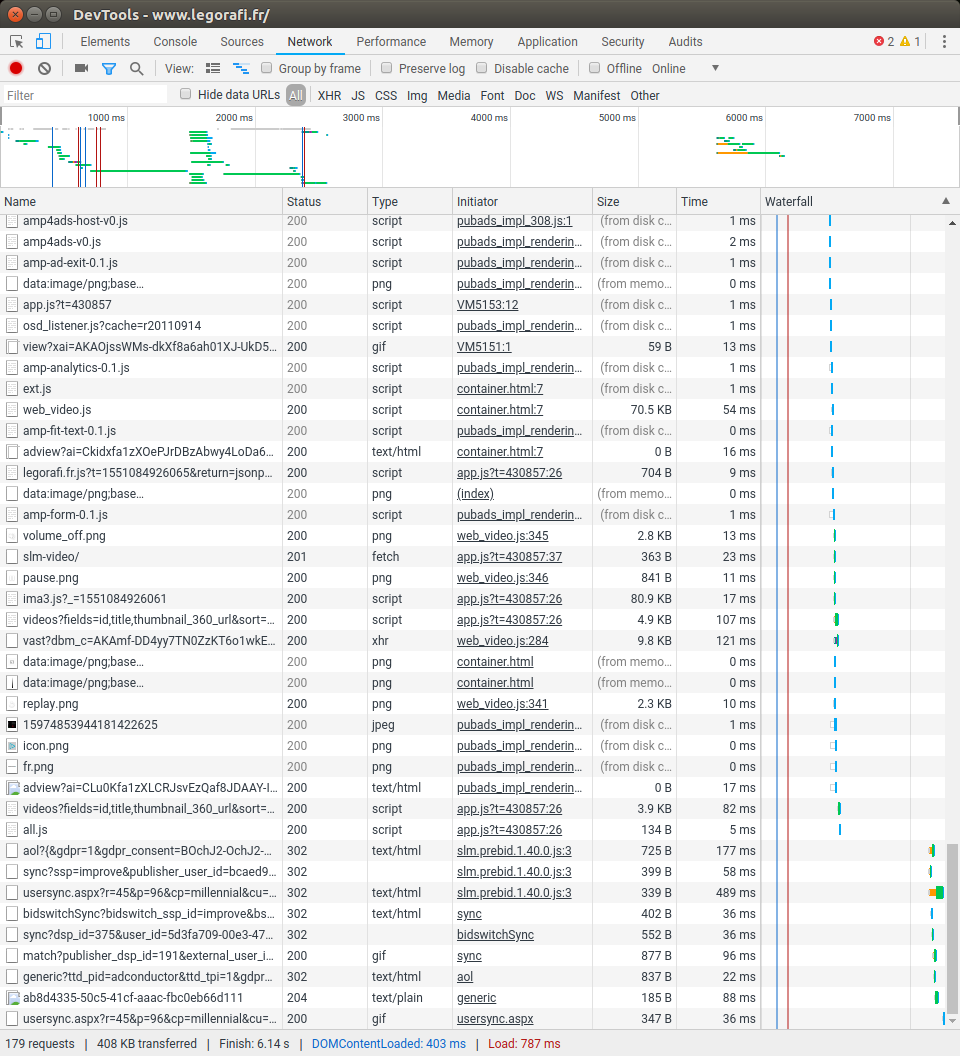 DevTools - www.legorafi.fr/
Elements Console Sources Network Performance Memory Application Security Audits 2 1
View: Group by frame Preserve log Disable cache Offline Online
Filter Hide data URLs All XHR JS CSS Img Media Font Doc WS Manifest Other
1000 ms 2000 ms 3000 ms 4000 ms 5000 ms 6000 ms 7000 ms
Name Status Type Initiator Size Time Waterfall
amp4ads-host-v0.js 200 script pubads_impl_308.js:1 (from disk c... 1 ms
amp4ads-v0.js 200 script pubads_impl_renderin... (from disk c... 2 ms
amp-ad-exit-0.1.js 200 script pubads_impl_renderin... (from disk c... 1 ms
data:image/png;base... 200 png pubads_impl_renderin... (from memo... 0 ms
app.js?t=430857 200 script VM5153:12 (from disk c... 1 ms
osd_listener.js?cache=r20110914 200 script pubads_impl_renderin... (from disk c... 1 ms
view?xai=AKAOjssWMs-dkXf8a6ah01XJ-UkD5... 200 gif VM5151:1 59 B 13 ms
amp-analytics-0.1.js 200 script pubads_impl_renderin... (from disk c... 1 ms
ext.js 200 script container.html:7 (from disk c... 1 ms
web_video.js 200 script container.html:7 70.5 KB 54 ms
amp-fit-text-0.1.js 200 script pubads_impl_renderin... (from disk c... 0 ms
adview?ai=Ckidxfa1zXOePJrDBzAbwy4LoDa6... 200 text/html container.html:7 0 B 16 ms
legorafi.fr.js?t=1551084926065&return=jsonp... 200 script app.js?t=430857:26 704 B 9 ms
data:image/png;base... 200 png (index) (from memo... 0 ms
amp-form-0.1.js 200 script pubads_impl_renderin... (from disk c... 1 ms
volume_off.png 200 png web_video.js:345 2.8 KB 13 ms
slm-video/ 201 fetch app.js?t=430857:37 363 B 23 ms
pause.png 200 png web_video.js:346 841 B 11 ms
ima3.js?_=1551084926061 200 script app.js?t=430857:26 80.9 KB 17 ms
videos?fields=id,title,thumbnail_360_url&sort=... 200 script app.js?t=430857:26 4.9 KB 107 ms
vast?dbm_c=AKAmf-DD4yy7TN0ZzKT6o1wkE... 200 xhr web_video.js:284 9.8 KB 121 ms
data:image/png;base... 200 png container.html (from memo... 0 ms
data:image/png;base... 200 png container.html (from memo... 0 ms
replay.png 200 png web_video.js:341 2.3 KB 10 ms
15974853944181422625 200 jpeg pubads_impl_renderin... (from disk c... 1 ms
icon.png 200 png pubads_impl_renderin... (from disk c... 0 ms
fr.png 200 png pubads_impl_renderin... (from disk c... 0 ms
adview?ai=CLu0Kfa1zXLCRJsvEzQaf8JDAAY-I... 200 text/html pubads_impl_renderin... 0 B 17 ms
videos?fields=id,title,thumbnail_360_url&sort=... 200 script app.js?t=430857:26 3.9 KB 82 ms
all.js 200 script app.js?t=430857:26 134 B 5 ms
aol?{&gdpr=1&gdpr_consent=BOchJ2-OchJ2-... 302 text/html slm.prebid.1.40.0.js:3 725 B 177 ms
sync?ssp=improve&publisher_user_id=bcaed9... 302 slm.prebid.1.40.0.js:3 399 B 58 ms
usersync.aspx?r=45&p=96&cp=millennial&cu=... 302 text/html slm.prebid.1.40.0.js:3 339 B 489 ms
bidswitchSync?bidswitch_ssp_id=improve&bs... 302 text/html sync 402 B 36 ms
sync?dsp_id=375&user_id=5d3fa709-00e3-47... 302 bidswitchSync 552 B 36 ms
match?publisher_dsp_id=191&external_user_i... 200 gif sync 877 B 96 ms
generic?ttd_pid=adconductor&ttd_tpi=1&gdpr... 302 text/html aol 837 B 22 ms
ab8d4335-50c5-41cf-aaac-fbc0eb66d111 204 text/plain generic 185 B 88 ms
usersync.aspx?r=45&p=96&cp=millennial&cu=... 200 gif usersync.aspx 347 B 36 ms
179 requests | 408 KB transferred | Finish: 6.14 s | DOMContentLoaded: 403 ms | Load: 787 ms